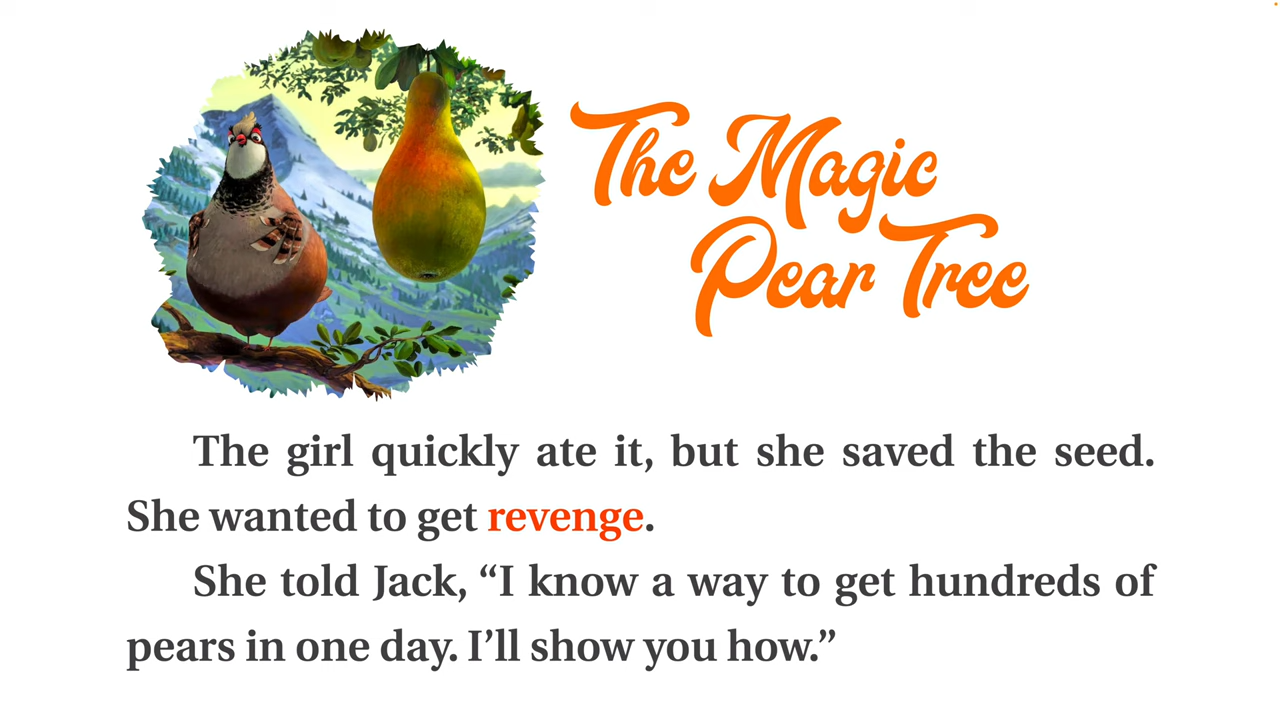 The Magic
Pear Tree
The girl quickly ate it, but she saved the seed.
She wanted to get revenge.
She told Jack, “I know a way to get hundreds of
pears in one day. I’ll show you how.”